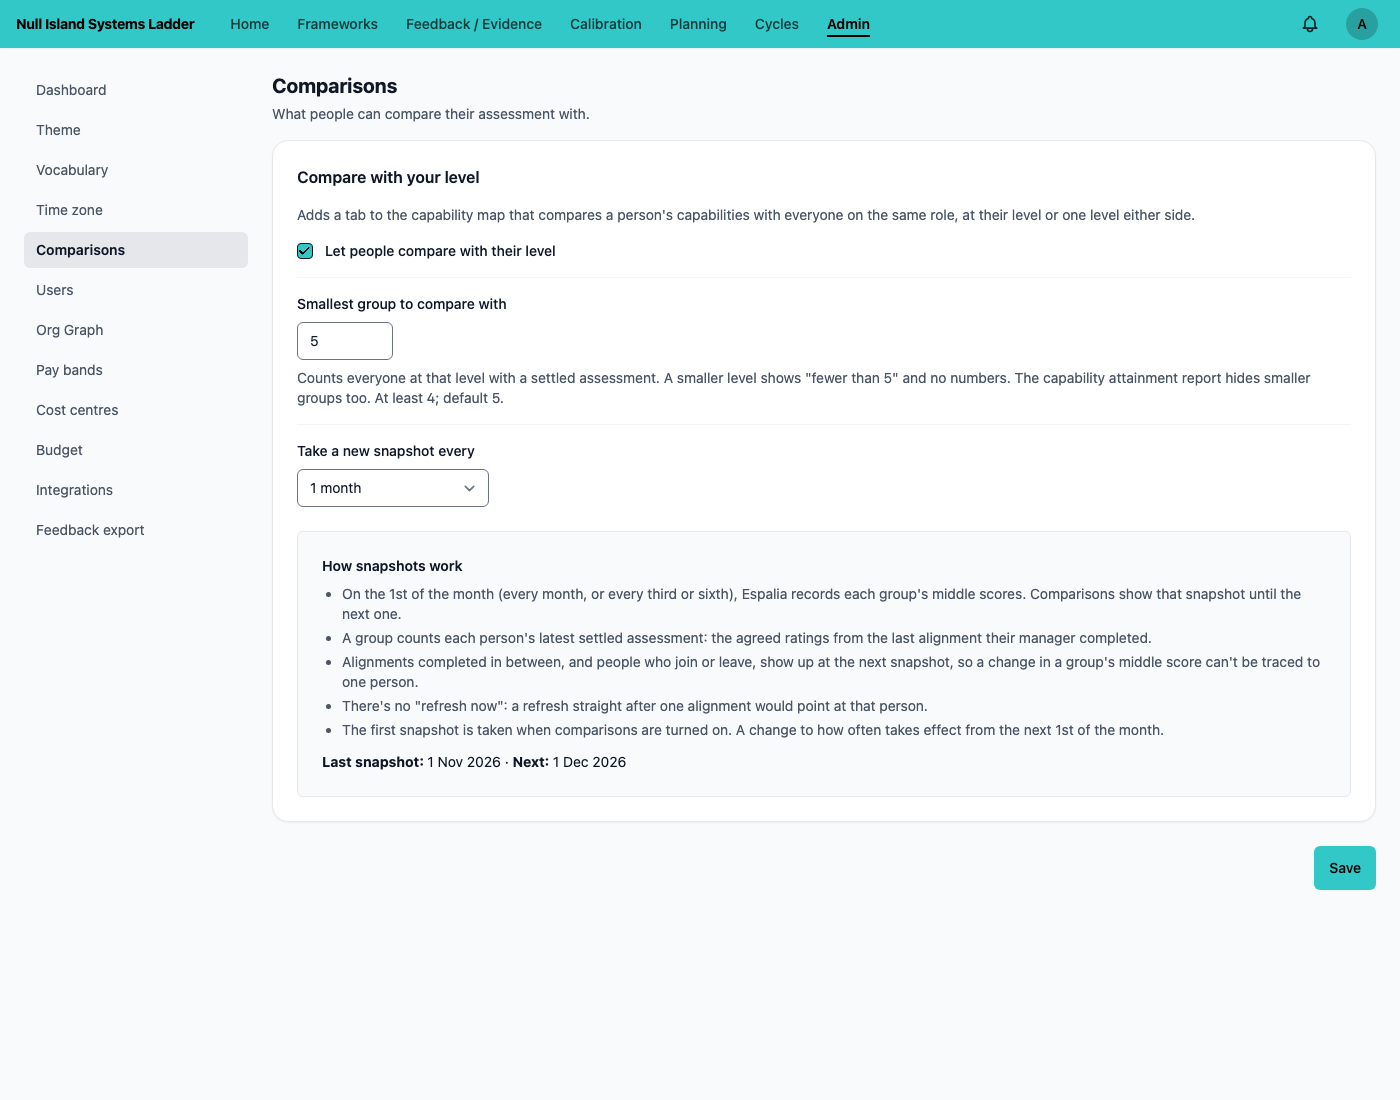 Null Island Systems Ladder
Home
Frameworks
Feedback / Evidence
Calibration
Planning
Cycles
Admin
A
Dashboard
Theme
Vocabulary
Time zone
Comparisons
Users
Org Graph
Pay bands
Cost centres
Budget
Integrations
Feedback export
Comparisons
What people can compare their assessment with.
Compare with your level
Adds a tab to the capability map that compares a person's capabilities with everyone on the same role, at their level or one level either side.
Let people compare with their level
Smallest group to compare with
5
Counts everyone at that level with a settled assessment. A smaller level shows "fewer than 5" and no numbers. The capability attainment report hides smaller
groups too. At least 4; default 5.
Take a new snapshot every
1 month
How snapshots work
• On the 1st of the month (every month, or every third or sixth), Espalia records each group's middle scores. Comparisons show that snapshot until the
next one.
• A group counts each person's latest settled assessment: the agreed ratings from the last alignment their manager completed.
• Alignments completed in between, and people who join or leave, show up at the next snapshot, so a change in a group's middle score can't be traced to
one person.
• There's no "refresh now": a refresh straight after one alignment would point at that person.
• The first snapshot is taken when comparisons are turned on. A change to how often takes effect from the next 1st of the month.
Last snapshot: 1 Nov 2026 · Next: 1 Dec 2026
Save